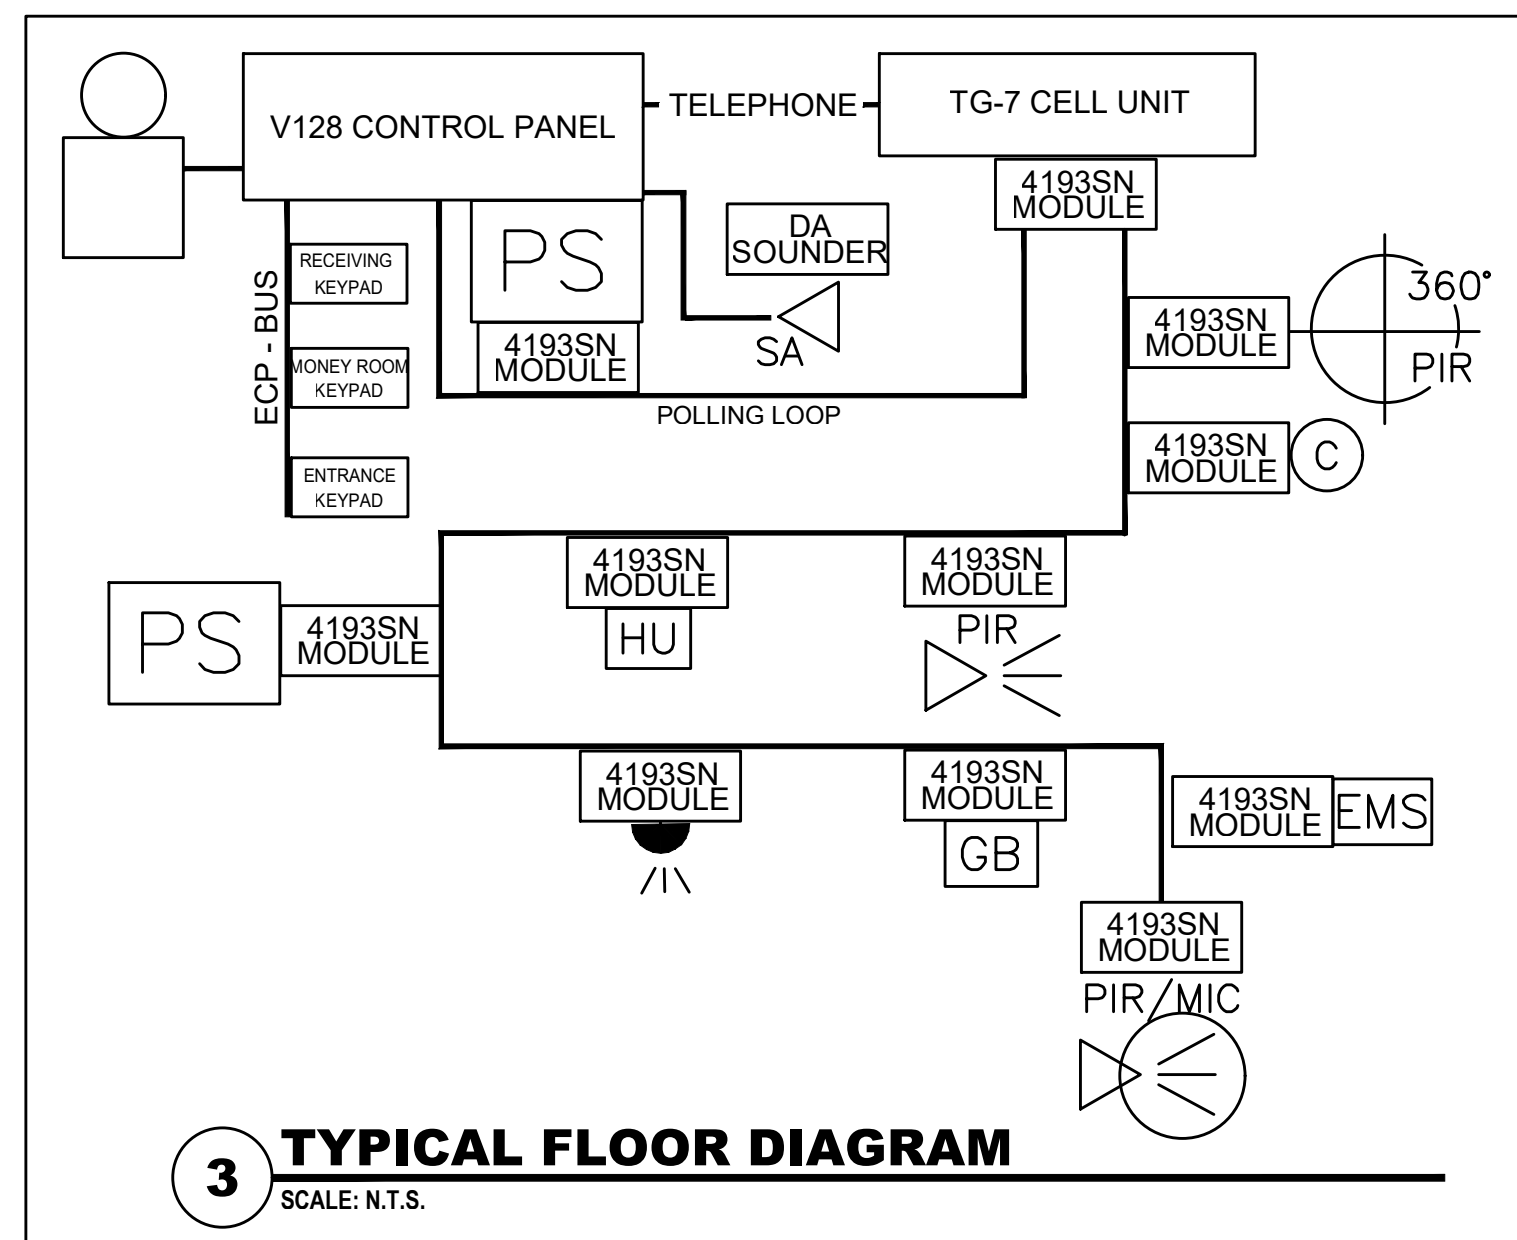 V128 CONTROL PANEL
TELEPHONE
TG-7 CELL UNIT
4193SN
MODULE
PS
4193SN
MODULE
DA
SOUNDER
SA
ECP - BUS
RECEIVING
KEYPAD
MONEY ROOM
KEYPAD
ENTRANCE
KEYPAD
POLLING LOOP
4193SN
MODULE
360°
PIR
4193SN
MODULE
C
PS
4193SN
MODULE
4193SN
MODULE
HU
4193SN
MODULE
PIR
4193SN
MODULE
4193SN
MODULE
GB
4193SN
MODULE
EMS
4193SN
MODULE
PIR/MIC
3
TYPICAL FLOOR DIAGRAM
SCALE: N.T.S.